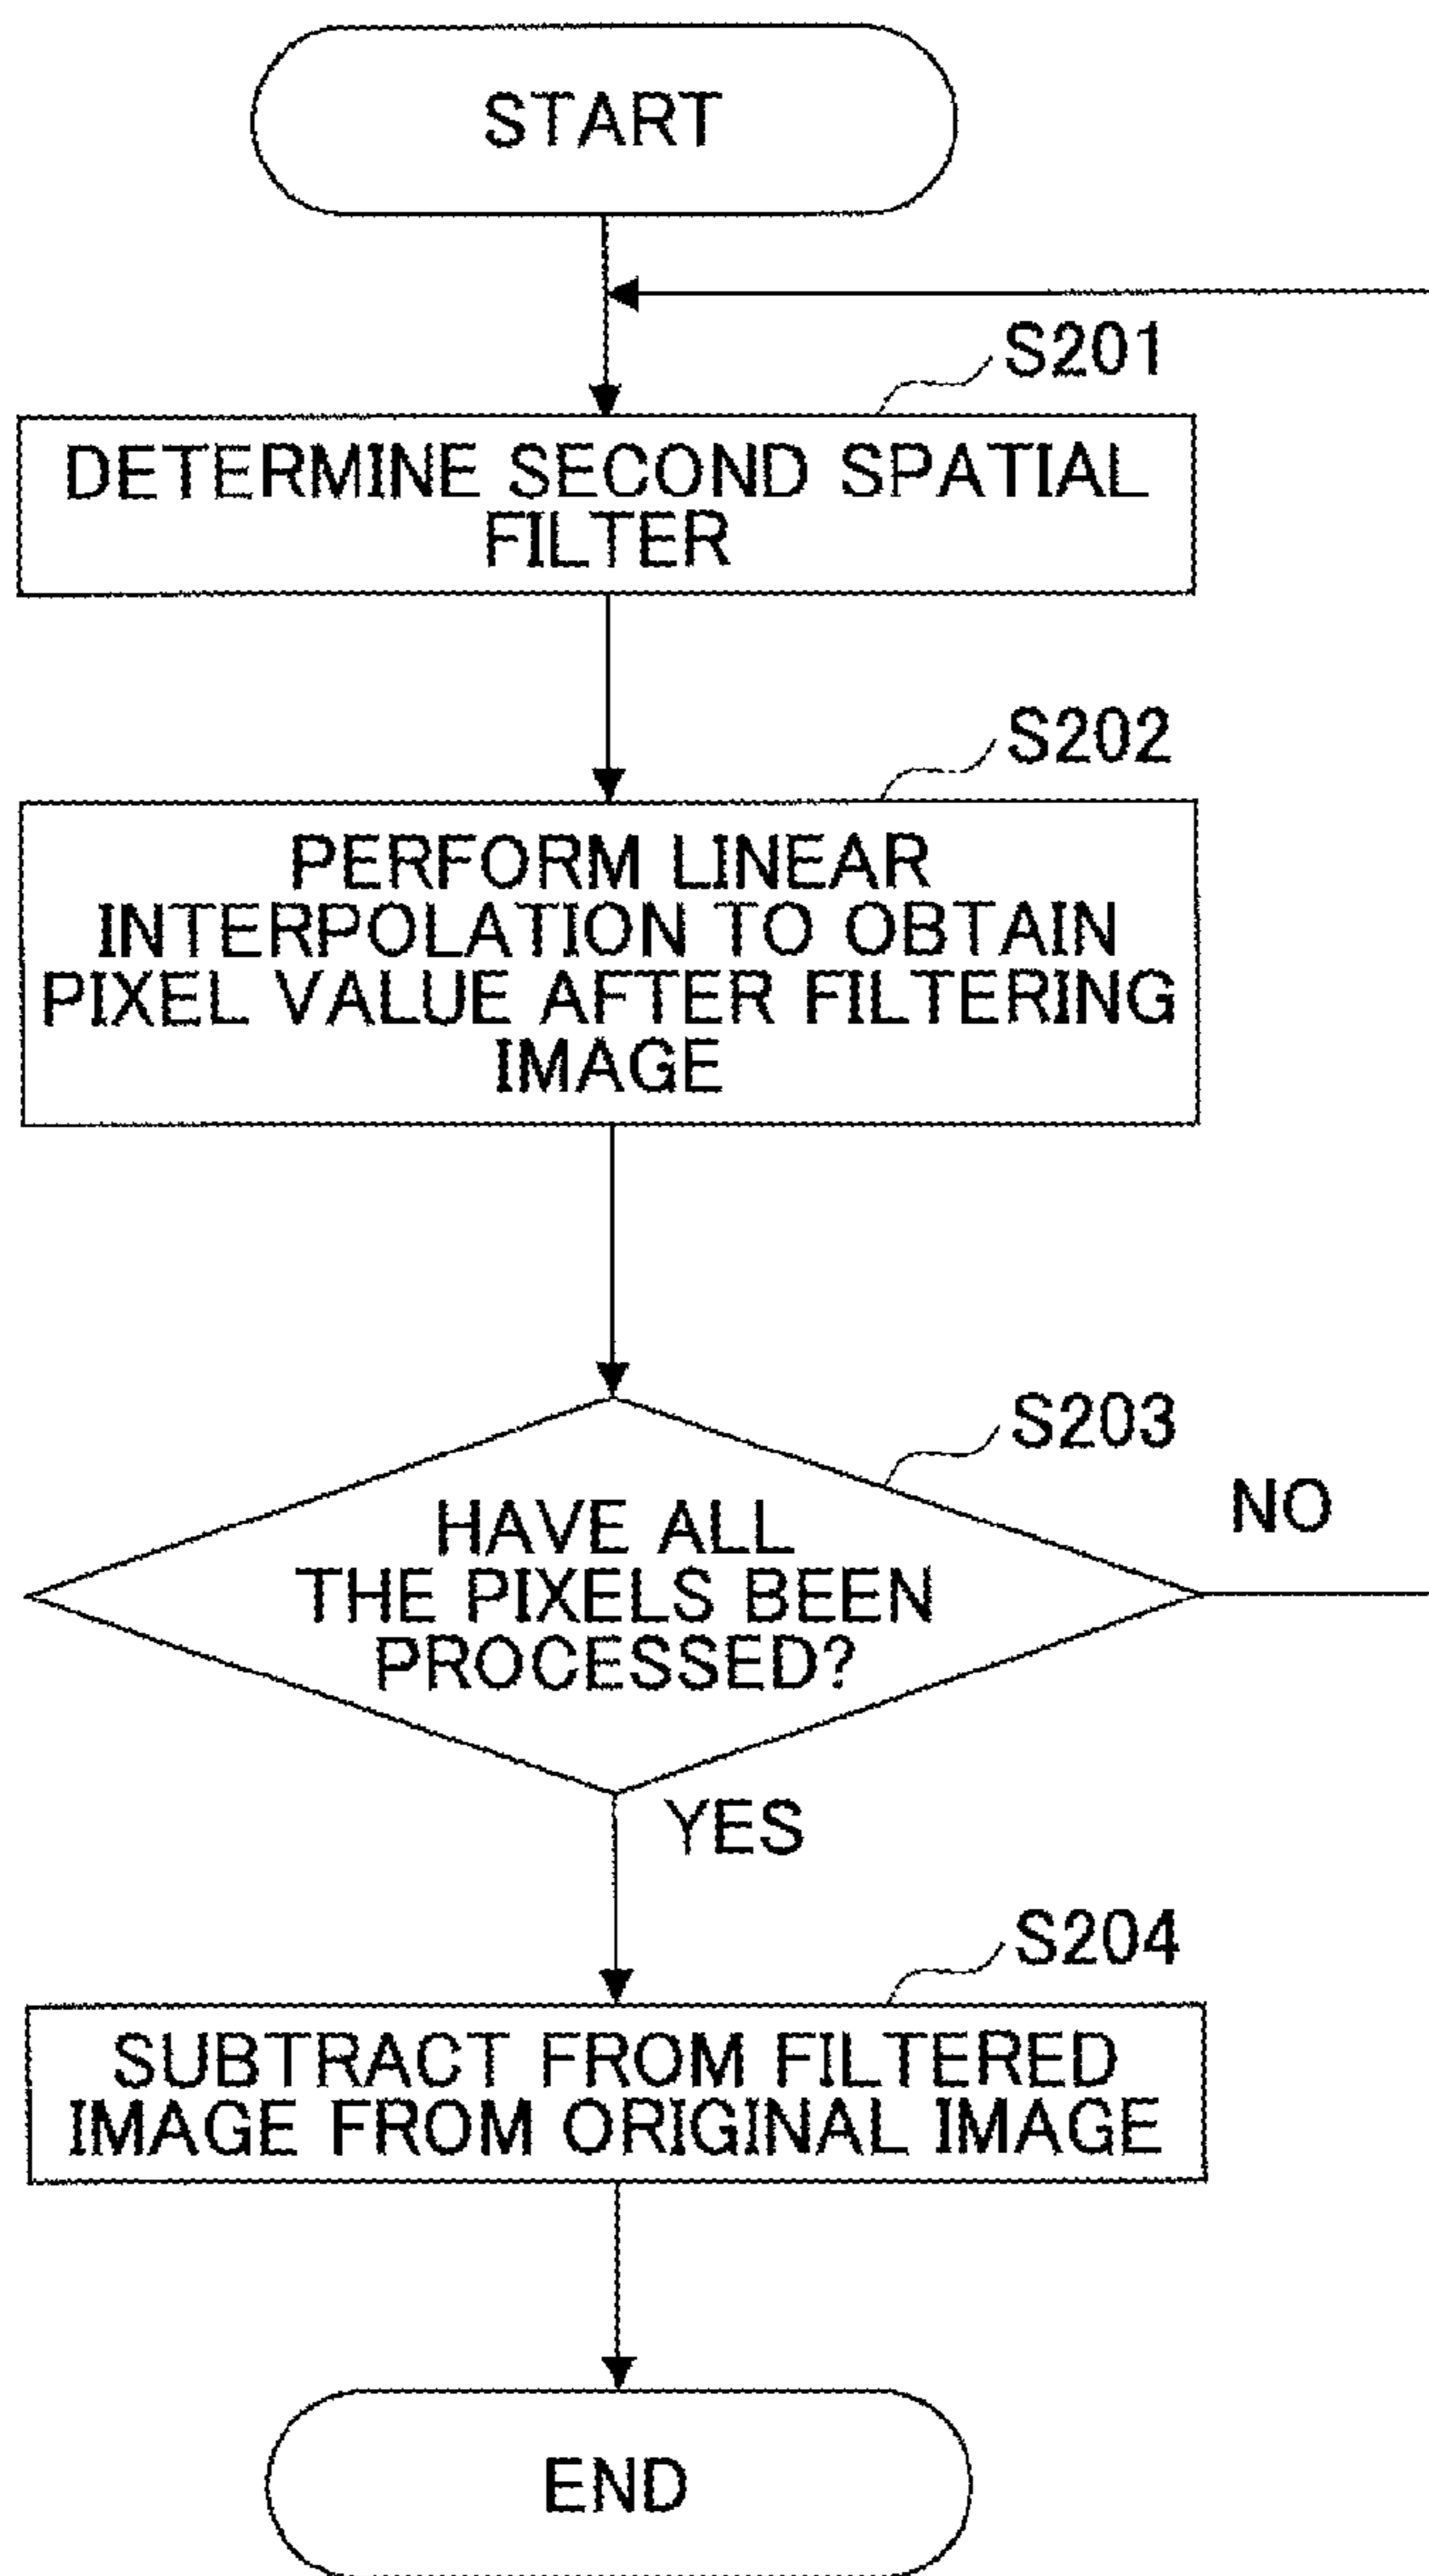 START
S201
DETERMINE SECOND SPATIAL
FILTER
S202
PERFORM LINEAR
INTERPOLATION TO OBTAIN
PIXEL VALUE AFTER FILTERING
IMAGE
S203
HAVE ALL
THE PIXELS BEEN
PROCESSED?
NO
YES
S204
SUBTRACT FROM FILTERED
IMAGE FROM ORIGINAL IMAGE
END